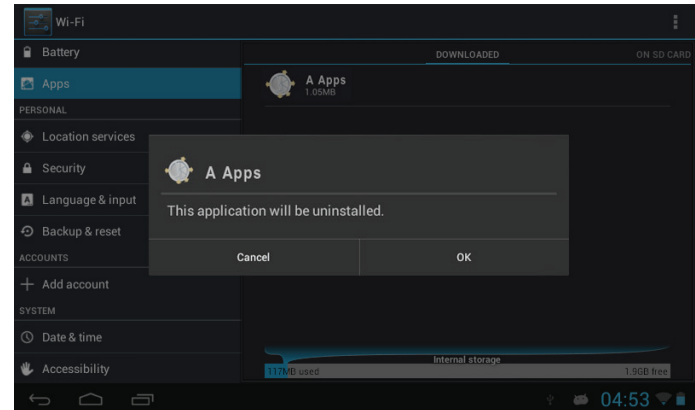 Wi-Fi
Battery
DOWNLOADED
ON SD CARD
Apps
A Apps
1.05MB
PERSONAL
Location services
Security
Language & input
Backup & reset
ACCOUNTS
Add account
SYSTEM
Date & time
Accessibility
A Apps
This application will be uninstalled.
Cancel
OK
Internal storage
117MB used
1.9GB free
04:53